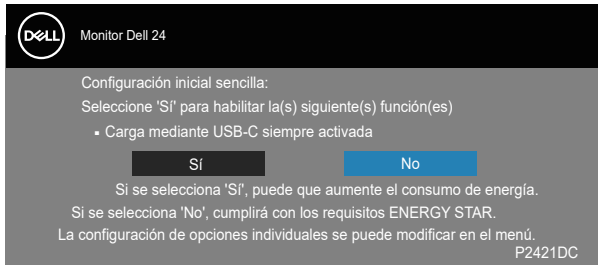 DELL
Monitor Dell 24
Configuración inicial sencilla:
Seleccione 'Sí' para habilitar la(s) siguiente(s) función(es)
▪ Carga mediante USB-C siempre activada
Sí
No
Si se selecciona 'Sí', puede que aumente el consumo de energía.
Si se selecciona 'No', cumplirá con los requisitos ENERGY STAR.
La configuración de opciones individuales se puede modificar en el menú.
P2421DC